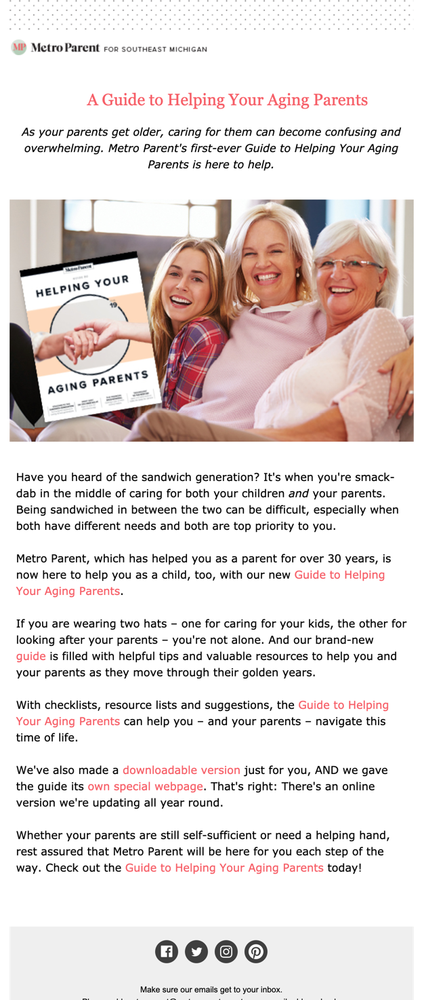 MP Metro Parent FOR SOUTHEAST MICHIGAN
A Guide to Helping Your Aging Parents
As your parents get older, caring for them can become confusing and
overwhelming. Metro Parent's first-ever Guide to Helping Your Aging
Parents is here to help.
Metro Parent
HELPING YOUR
19
AGING PARENTS
Have you heard of the sandwich generation? It's when you're smack-
dab in the middle of caring for both your children and your parents.
Being sandwiched in between the two can be difficult, especially when
both have different needs and both are top priority to you.
Metro Parent, which has helped you as a parent for over 30 years, is
now here to help you as a child, too, with our new Guide to Helping
Your Aging Parents.
If you are wearing two hats – one for caring for your kids, the other for
looking after your parents – you're not alone. And our brand-new
guide is filled with helpful tips and valuable resources to help you and
your parents as they move through their golden years.
With checklists, resource lists and suggestions, the Guide to Helping
Your Aging Parents can help you – and your parents – navigate this
time of life.
We've also made a downloadable version just for you, AND we gave
the guide its own special webpage. That's right: There's an online
version we're updating all year round.
Whether your parents are still self-sufficient or need a helping hand,
rest assured that Metro Parent will be here for you each step of the
way. Check out the Guide to Helping Your Aging Parents today!
Make sure our emails get to your inbox.